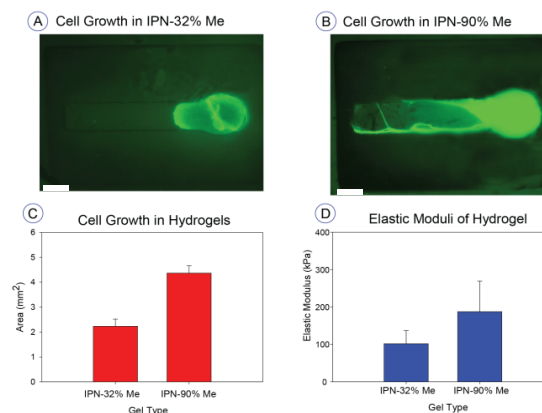 A Cell Growth in IPN-32% Me
B Cell Growth in IPN-90% Me
C Cell Growth in Hydrogels
6
5
4
3
2
1
0
Area (mm²)
IPN-32% Me IPN-90% Me
Gel Type
D Elastic Moduli of Hydrogel
400
300
200
100
0
Elastic Modulus (kPa)
IPN-32% Me IPN-90% Me
Gel Type